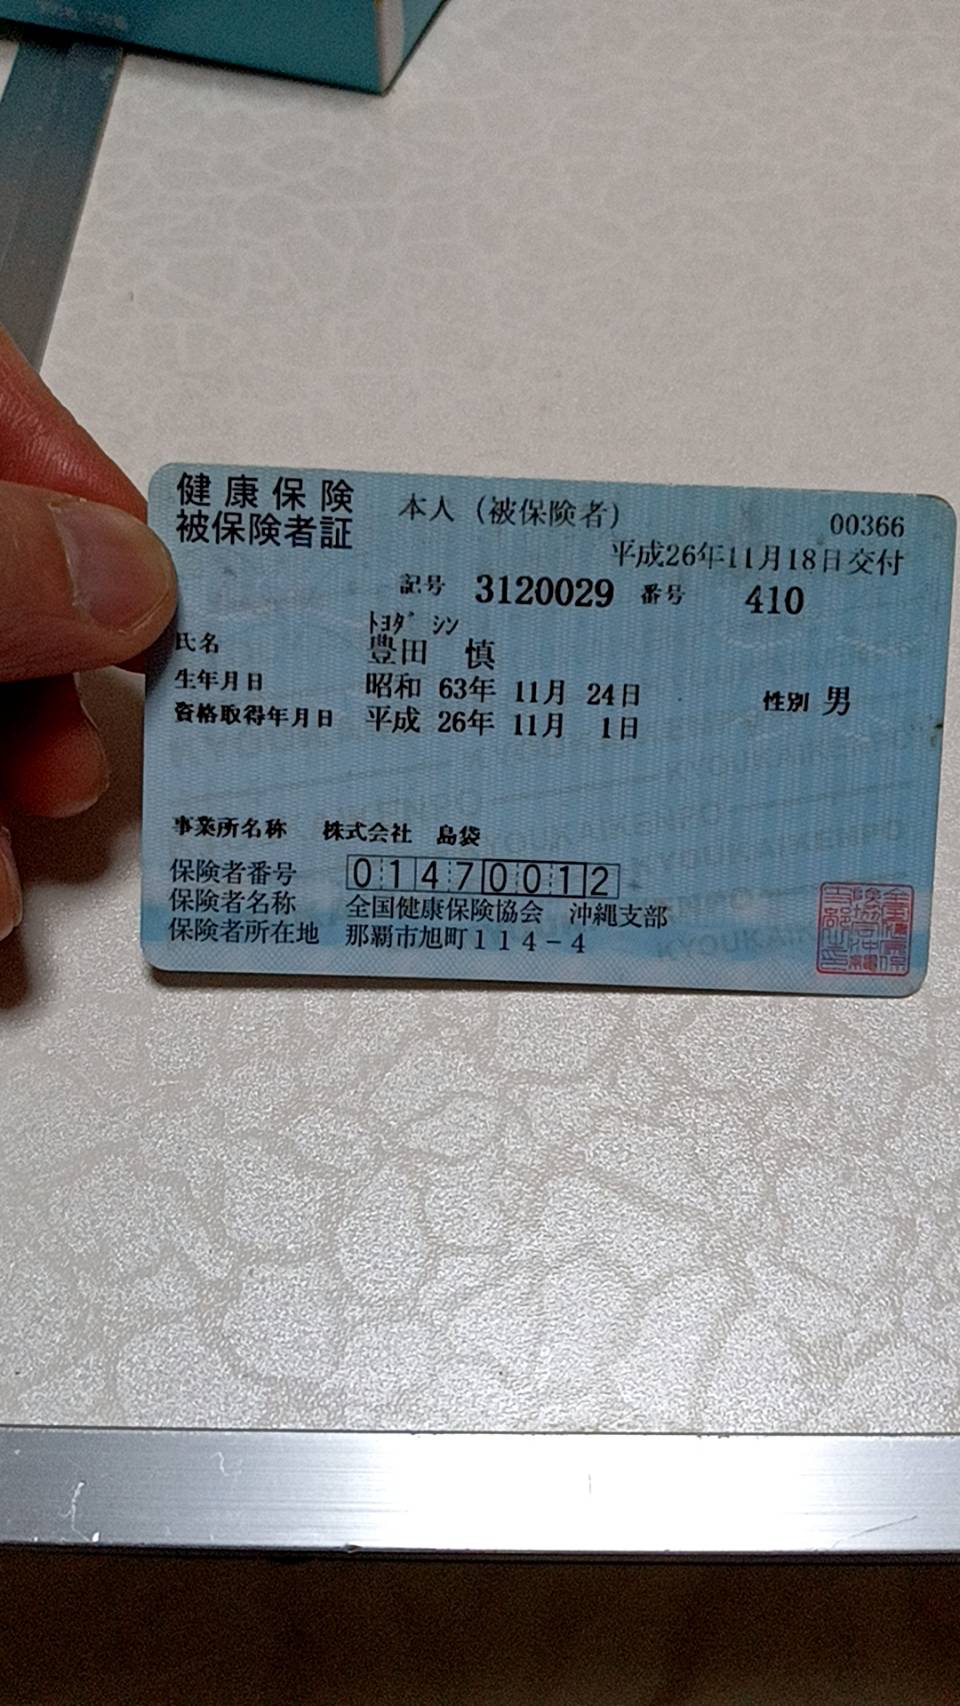 健康保険
被保険者証
本人（被保険者）
00366
平成26年11月18日交付
記号 3120029 番号 410
ﾄﾖﾀﾞ ｼﾝ
氏名 豊田 慎
生年月日 昭和 63年 11月 24日 性別 男
資格取得年月日 平成 26年 11月 1日
事業所名称 株式会社 島袋
保険者番号 01470012
保険者名称 全国健康保険協会 沖縄支部
保険者所在地 那覇市旭町１１４－４